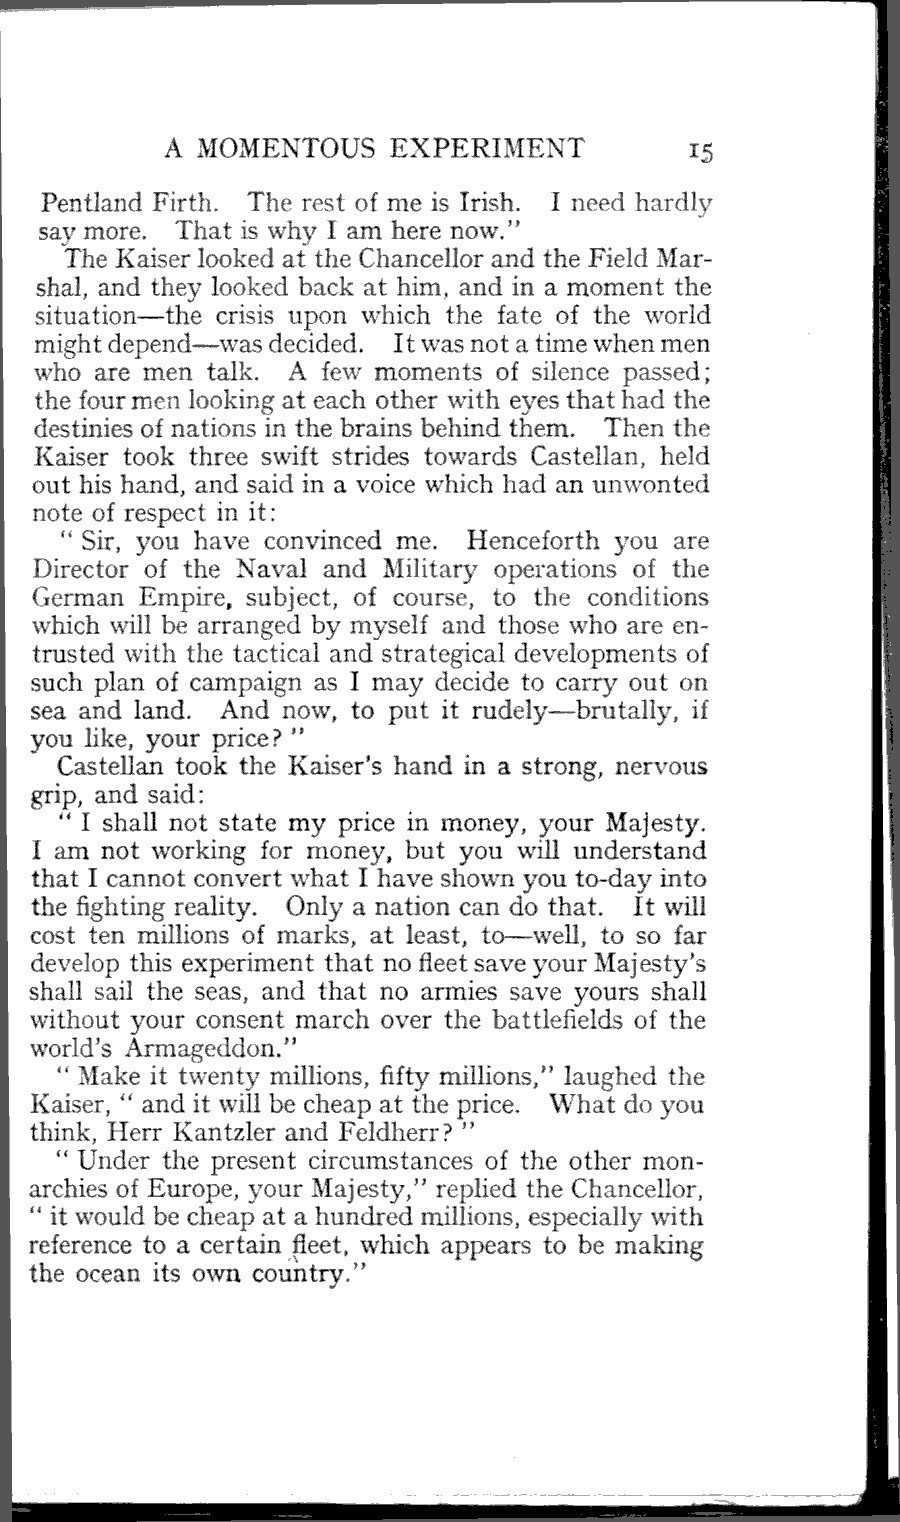 A MOMENTOUS EXPERIMENT 15
Pentland Firth. The rest of me is Irish. I need hardly
say more. That is why I am here now."
The Kaiser looked at the Chancellor and the Field Mar-
shal, and they looked back at him, and in a moment the
situation—the crisis upon which the fate of the world
might depend—was decided. It was not a time when men
who are men talk. A few moments of silence passed;
the four men looking at each other with eyes that had the
destinies of nations in the brains behind them. Then the
Kaiser took three swift strides towards Castellan, held
out his hand, and said in a voice which had an unwonted
note of respect in it:
" Sir, you have convinced me. Henceforth you are
Director of the Naval and Military operations of the
German Empire, subject, of course, to the conditions
which will be arranged by myself and those who are en-
trusted with the tactical and strategical developments of
such plan of campaign as I may decide to carry out on
sea and land. And now, to put it rudely—brutally, if
you like, your price? "
Castellan took the Kaiser's hand in a strong, nervous
grip, and said:
" I shall not state my price in money, your Majesty.
I am not working for money, but you will understand
that I cannot convert what I have shown you to-day into
the fighting reality. Only a nation can do that. It will
cost ten millions of marks, at least, to—well, to so far
develop this experiment that no fleet save your Majesty's
shall sail the seas, and that no armies save yours shall
without your consent march over the battlefields of the
world's Armageddon."
" Make it twenty millions, fifty millions," laughed the
Kaiser, " and it will be cheap at the price. What do you
think, Herr Kantzler and Feldherr? "
" Under the present circumstances of the other mon-
archies of Europe, your Majesty," replied the Chancellor,
" it would be cheap at a hundred millions, especially with
reference to a certain fleet, which appears to be making
the ocean its own country."